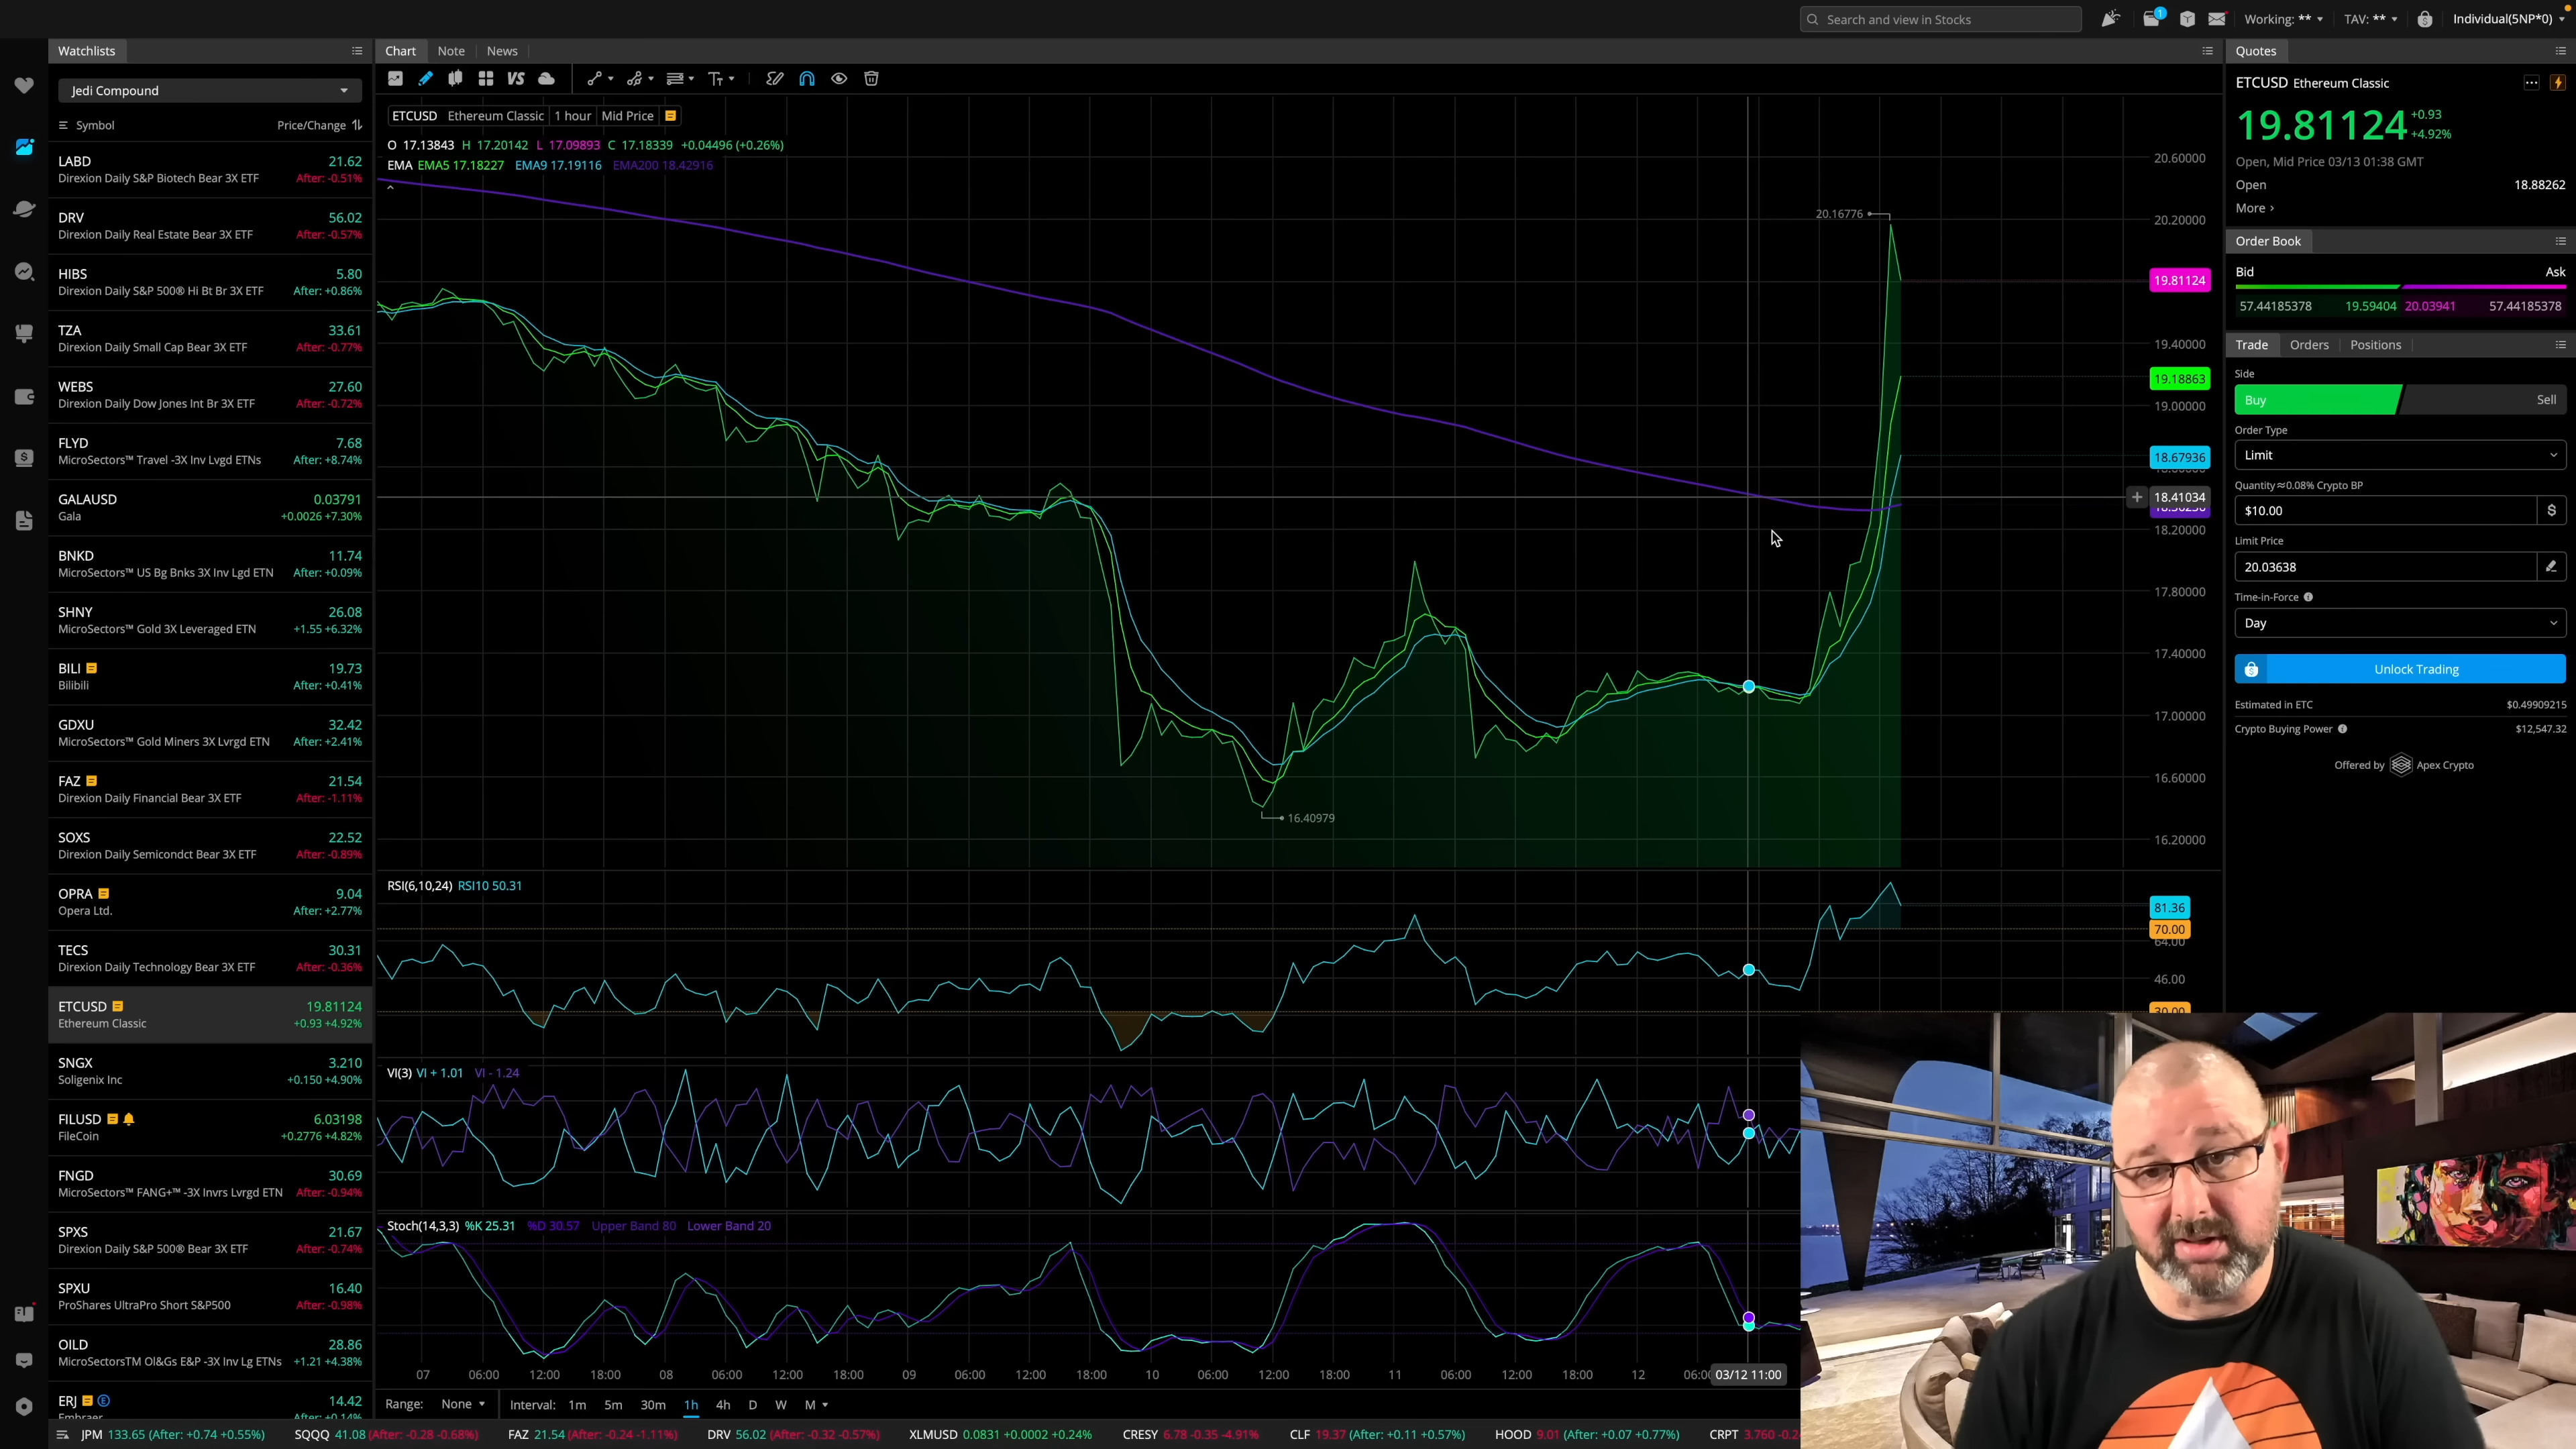 Search and view in Stocks
1
Working: **
TAV: **
Individual(5NP*0)
Watchlists
Jedi Compound
Symbol Price/Change
LABD 21.62
Direxion Daily S&P Biotech Bear 3X ETF After: -0.51%
DRV 56.02
Direxion Daily Real Estate Bear 3X ETF After: -0.57%
HIBS 5.80
Direxion Daily S&P 500® Hi Bt Br 3X ETF After: +0.86%
TZA 33.61
Direxion Daily Small Cap Bear 3X ETF After: -0.77%
WEBS 27.60
Direxion Daily Dow Jones Int Br 3X ETF After: -0.72%
FLYD 7.68
MicroSectors™ Travel -3X Inv Lvgd ETNs After: +8.74%
GALAUSD 0.03791
Gala +0.0026 +7.30%
BNKD 11.74
MicroSectors™ US Bg Bnks 3X Inv Lgd ETN After: +0.09%
SHNY 26.08
MicroSectors™ Gold 3X Leveraged ETN +1.55 +6.32%
BILI 19.73
Bilibili After: +0.41%
GDXU 32.42
MicroSectors™ Gold Miners 3X Lvrgd ETN After: +2.41%
FAZ 21.54
Direxion Daily Financial Bear 3X ETF After: -1.11%
SOXS 22.52
Direxion Daily Semicondct Bear 3X ETF After: -0.89%
OPRA 9.04
Opera Ltd. After: +2.77%
TECS 30.31
Direxion Daily Technology Bear 3X ETF After: -0.36%
ETCUSD 19.81124
Ethereum Classic +0.93 +4.92%
SNGX 3.210
Soligenix Inc +0.150 +4.90%
FILUSD 6.03198
FileCoin +0.2776 +4.82%
FNGD 30.69
MicroSectors™ FANG+™ -3X Invrs Lvrgd ETN After: -0.94%
SPXS 21.67
Direxion Daily S&P 500® Bear 3X ETF After: -0.74%
SPXU 16.40
ProShares UltraPro Short S&P500 After: -0.98%
OILD 28.86
MicroSectorsTM Ol&Gs E&P -3X Inv Lg ETNs +1.21 +4.38%
ERJ E 14.42
Embraer After: +0.14%
Chart Note News
VS
ETCUSD Ethereum Classic 1 hour Mid Price
O 17.13843 H 17.20142 L 17.09893 C 17.18339 +0.04496 (+0.26%)
EMA EMA5 17.18227 EMA9 17.19116 EMA200 18.42916
20.16776
16.40979
20.60000
20.20000
19.81124
19.40000
19.18863
19.00000
18.67936
18.41034
18.20000
17.80000
17.40000
17.00000
16.60000
16.20000
RSI(6,10,24) RSI10 50.31
81.36
70.00
64.00
46.00
30.00
VI(3) VI + 1.01 VI - 1.24
Stoch(14,3,3) %K 25.31 %D 30.57 Upper Band 80 Lower Band 20
07 06:00 12:00 18:00 08 06:00 12:00 18:00 09 06:00 12:00 18:00 10 06:00 12:00 18:00 11 06:00 12:00 18:00 12 06:00 03/12 11:00
Range: None Interval: 1m 5m 30m 1h 4h D W M
Quotes
ETCUSD Ethereum Classic
19.81124 +0.93
+4.92%
Open, Mid Price 03/13 01:38 GMT
Open 18.88262
More
Order Book
Bid Ask
57.44185378 19.59404 20.03941 57.44185378
Trade Orders Positions
Side
Buy Sell
Order Type
Limit
Quantity≈0.08% Crypto BP
$10.00 $
Limit Price
20.03638
Time-in-Force
Day
Unlock Trading
Estimated in ETC $0.49909215
Crypto Buying Power $12,547.32
Offered by Apex Crypto
JPM 133.65 (After: +0.74 +0.55%) SQQQ 41.08 (After: -0.28 -0.68%) FAZ 21.54 (After: -0.24 -1.11%) DRV 56.02 (After: -0.32 -0.57%) XLMUSD 0.0831 +0.0002 +0.24% CRESY 6.78 -0.35 -4.91% CLF 19.37 (After: +0.11 +0.57%) HOOD 9.01 (After: +0.07 +0.77%) CRPT 3.760